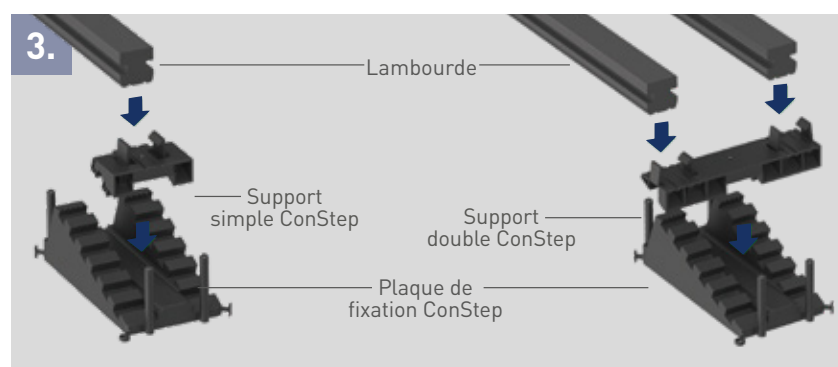 3.
Lambourde
Support
simple ConStep
Support
double ConStep
Plaque de
fixation ConStep